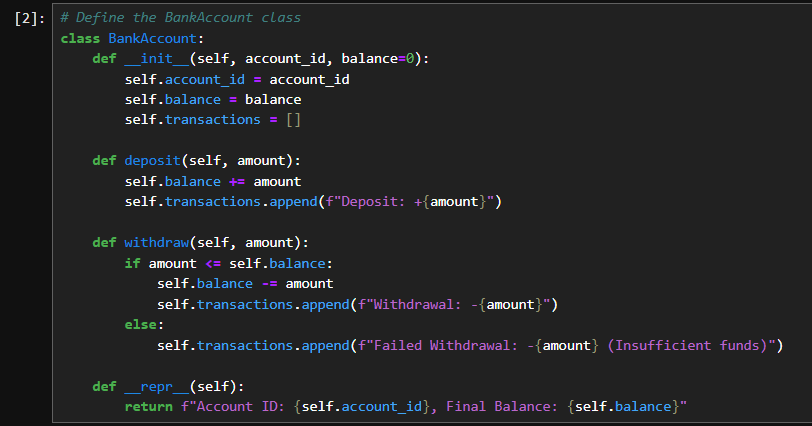 [2]: # Define the BankAccount class
class BankAccount:
    def __init__(self, account_id, balance=0):
        self.account_id = account_id
        self.balance = balance
        self.transactions = []

    def deposit(self, amount):
        self.balance += amount
        self.transactions.append(f"Deposit: +{amount}")

    def withdraw(self, amount):
        if amount <= self.balance:
            self.balance -= amount
            self.transactions.append(f"Withdrawal: -{amount}")
        else:
            self.transactions.append(f"Failed Withdrawal: -{amount} (Insufficient funds)")

    def __repr__(self):
        return f"Account ID: {self.account_id}, Final Balance: {self.balance}"